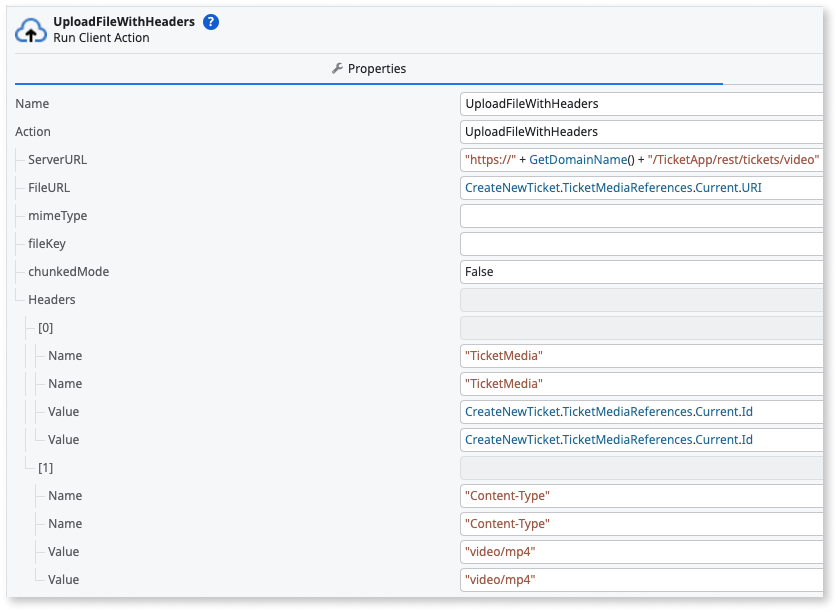 UploadFileWithHeaders ?
Run Client Action
Properties
Name UploadFileWithHeaders
Action UploadFileWithHeaders
ServerURL "https://" + GetDomainName() + "/TicketApp/rest/tickets/video"
FileURL CreateNewTicket.TicketMediaReferences.Current.URI
mimeType
fileKey
chunkedMode False
Headers
[0]
Name "TicketMedia"
Name "TicketMedia"
Value CreateNewTicket.TicketMediaReferences.Current.Id
Value CreateNewTicket.TicketMediaReferences.Current.Id
[1]
Name "Content-Type"
Name "Content-Type"
Value "video/mp4"
Value "video/mp4"